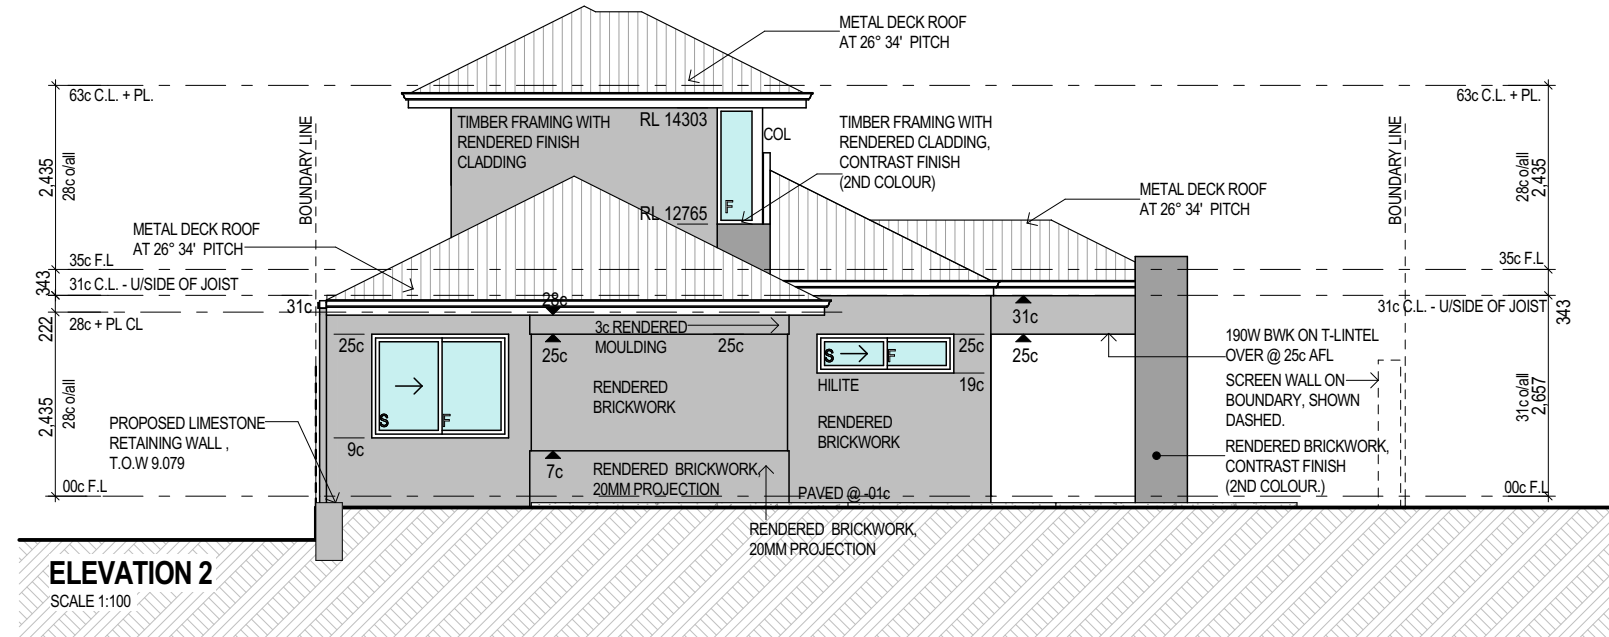 METAL DECK ROOF
AT 26° 34' PITCH
63c C.L. + PL.
63c C.L. + PL.
TIMBER FRAMING WITH
RENDERED FINISH
CLADDING
RL 14303
COL
TIMBER FRAMING WITH
RENDERED CLADDING,
CONTRAST FINISH
(2ND COLOUR)
BOUNDARY LINE
BOUNDARY LINE
2,435
28c o/all
28c o/all
2,435
METAL DECK ROOF
AT 26° 34' PITCH
F
RL 12765
METAL DECK ROOF
AT 26° 34' PITCH
35c F.L
35c F.L
343
31c C.L. - U/SIDE OF JOIST
31c
28c
31c
31c C.L. - U/SIDE OF JOIST
343
222
28c + PL CL
3c RENDERED
MOULDING
25c
25c
25c
25c
25c
190W BWK ON T-LINTEL
OVER @ 25c AFL
S
F
HILITE
19c
SCREEN WALL ON
BOUNDARY, SHOWN
DASHED.
2,435
28c o/all
31c o/all
2,657
RENDERED
BRICKWORK
S
F
RENDERED
BRICKWORK
PROPOSED LIMESTONE
RETAINING WALL ,
T.O.W 9.079
9c
7c
RENDERED BRICKWORK,
20MM PROJECTION
RENDERED BRICKWORK,
CONTRAST FINISH
(2ND COLOUR.)
00c F.L
PAVED @ -01c
00c F.L
RENDERED BRICKWORK,
20MM PROJECTION
ELEVATION 2
SCALE 1:100